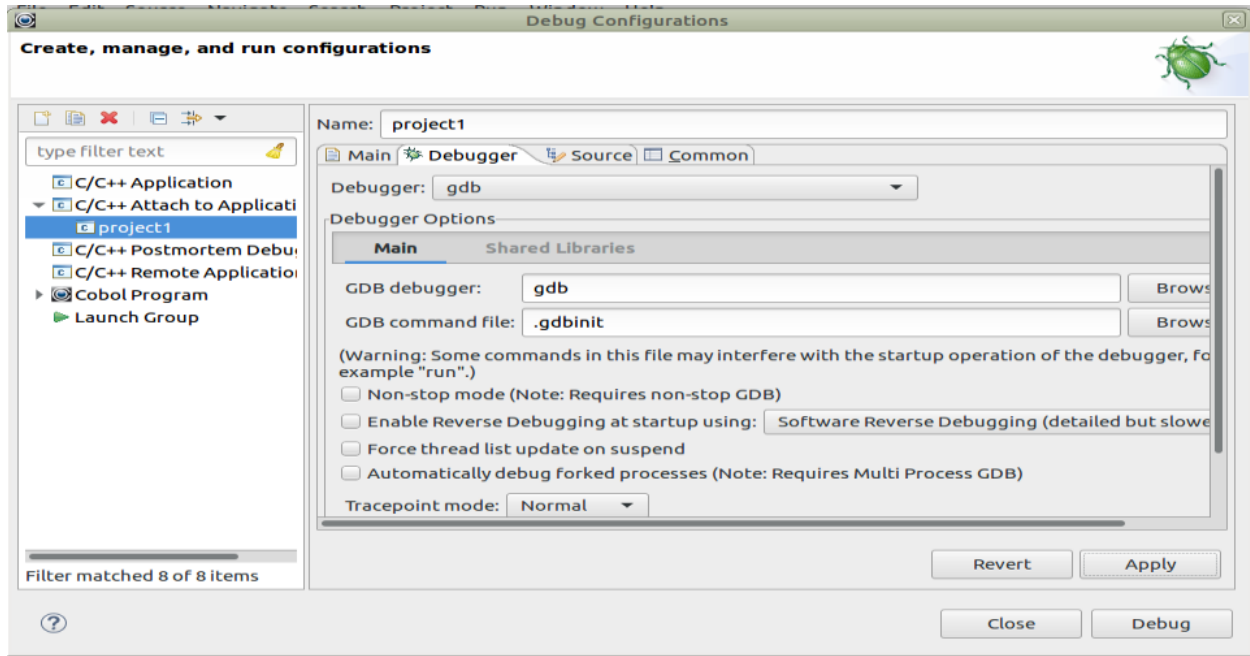 Debug Configurations
Create, manage, and run configurations
Name: project1
type filter text
Main Debugger Source Common
C/C++ Application
C/C++ Attach to Applicati
project1
C/C++ Postmortem Debu
C/C++ Remote Application
Cobol Program
Launch Group
Filter matched 8 of 8 items
Debugger: gdb
Debugger Options
Main Shared Libraries
GDB debugger: gdb Brows
GDB command file: .gdbinit Brows
(Warning: Some commands in this file may interfere with the startup operation of the debugger, fo
example "run".)
Non-stop mode (Note: Requires non-stop GDB)
Enable Reverse Debugging at startup using: Software Reverse Debugging (detailed but slowe
Force thread list update on suspend
Automatically debug forked processes (Note: Requires Multi Process GDB)
Tracepoint mode: Normal
Revert Apply
Close Debug